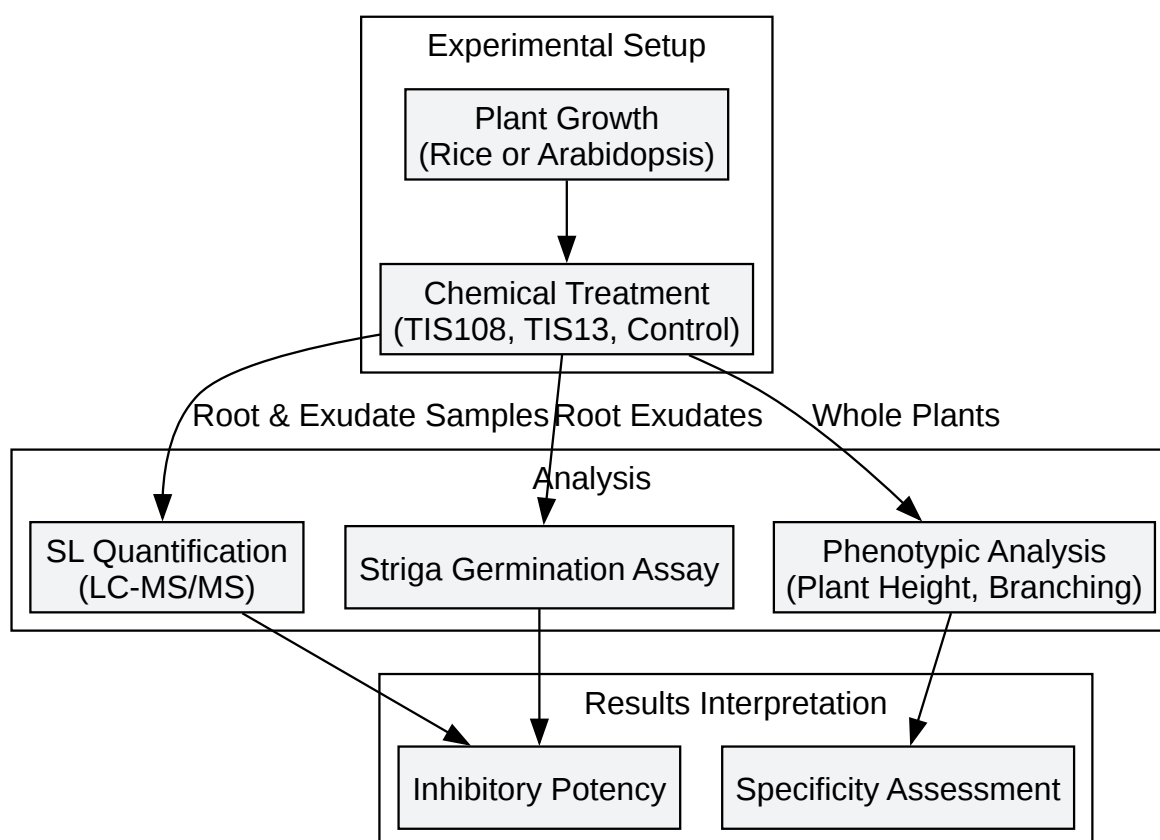 Experimental Setup
Plant Growth
(Rice or Arabidopsis)
Chemical Treatment
(TIS108, TIS13, Control)
Root & Exudate Samples
Root Exudates
Whole Plants
Analysis
SL Quantification
(LC-MS/MS)
Striga Germination Assay
Phenotypic Analysis
(Plant Height, Branching)
Results Interpretation
Inhibitory Potency
Specificity Assessment